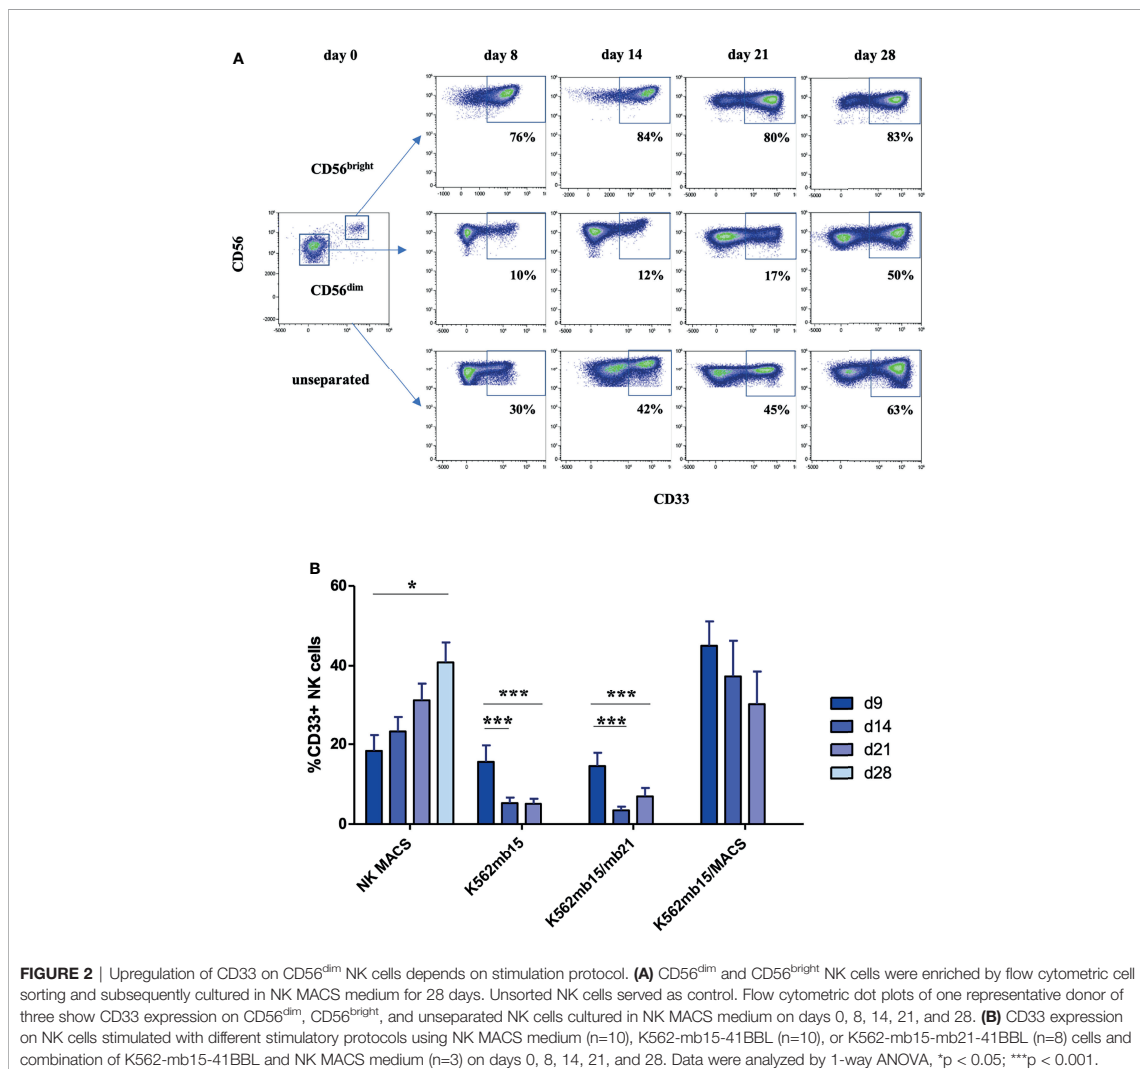 A
day 0 day 8 day 14 day 21 day 28
76% 84% 80% 83%
CD56bright
CD56
10% 12% 17% 50%
CD56dim
unseparated
30% 42% 45% 63%
CD33
B
%CD33+ NK cells
60
40
20
0
*
***
***
***
***
d9
d14
d21
d28
NK MACS
K562mb15
K562mb15/mb21
K562mb15/MACS
FIGURE 2 | Upregulation of CD33 on CD56dim NK cells depends on stimulation protocol. (A) CD56dim and CD56bright NK cells were enriched by flow cytometric cell
sorting and subsequently cultured in NK MACS medium for 28 days. Unsorted NK cells served as control. Flow cytometric dot plots of one representative donor of
three show CD33 expression on CD56dim, CD56bright, and unseparated NK cells cultured in NK MACS medium on days 0, 8, 14, 21, and 28. (B) CD33 expression
on NK cells stimulated with different stimulatory protocols using NK MACS medium (n=10), K562-mb15-41BBL (n=10), or K562-mb15-mb21-41BBL (n=8) cells and
combination of K562-mb15-41BBL and NK MACS medium (n=3) on days 0, 8, 14, 21, and 28. Data were analyzed by 1-way ANOVA, *p < 0.05; ***p < 0.001.